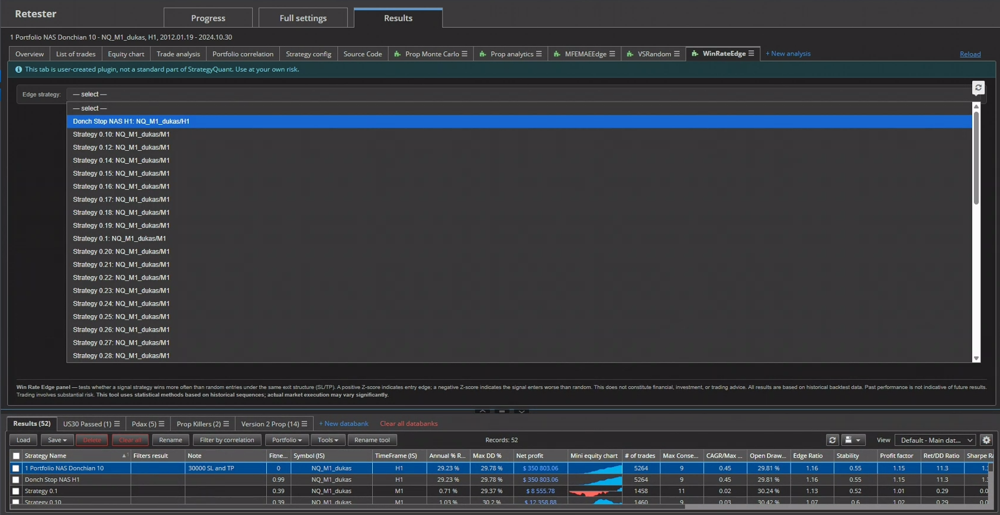 Retester
Progress
Full settings
Results
1 Portfolio NAS Donchian 10 - NQ_M1_dukas, H1, 2012.01.19 - 2024.10.30
Overview
List of trades
Equity chart
Trade analysis
Portfolio correlation
Strategy config
Source Code
Prop Monte Carlo
Prop analytics
MFEMAEEdge
VSRandom
WinRateEdge
+ New analysis
Reload
This tab is user-created plugin, not a standard part of StrategyQuant. Use at your own risk.
Edge strategy:
— select —
— select —
Donch Stop NAS H1: NQ_M1_dukas/H1
Strategy 0.10: NQ_M1_dukas/M1
Strategy 0.12: NQ_M1_dukas/M1
Strategy 0.14: NQ_M1_dukas/M1
Strategy 0.15: NQ_M1_dukas/M1
Strategy 0.16: NQ_M1_dukas/M1
Strategy 0.17: NQ_M1_dukas/M1
Strategy 0.18: NQ_M1_dukas/M1
Strategy 0.19: NQ_M1_dukas/M1
Strategy 0.1: NQ_M1_dukas/M1
Strategy 0.20: NQ_M1_dukas/M1
Strategy 0.21: NQ_M1_dukas/M1
Strategy 0.22: NQ_M1_dukas/M1
Strategy 0.23: NQ_M1_dukas/M1
Strategy 0.24: NQ_M1_dukas/M1
Strategy 0.25: NQ_M1_dukas/M1
Strategy 0.26: NQ_M1_dukas/M1
Strategy 0.27: NQ_M1_dukas/M1
Strategy 0.28: NQ_M1_dukas/M1
Win Rate Edge panel — tests whether a signal strategy wins more often than random entries under the same exit structure (SL/TP). A positive Z-score indicates entry edge; a negative Z-score indicates the signal enters worse than random. This does not constitute financial, investment, or trading advice. All results are based on historical backtest data. Past performance is not indicative of future results.
Trading involves substantial risk. This tool uses statistical methods based on historical sequences; actual market execution may vary significantly.
Results (52)
US30 Passed (1)
Pdax (5)
Prop Killers (2)
Version 2 Prop (14)
+ New databank
Clear all databanks
Load
Save
Delete
Clear all
Rename
Filter by correlation
Portfolio
Tools
Rename tool
Records: 52
View
Default - Main dat...
Strategy Name 1 Filters result Note Fitne... Symbol (IS) TimeFrame (IS) Annual % R... Max DD % Net profit Mini equity chart # of trades Max Conse... CAGR/Max ... Open Draw... Edge Ratio Stability Profit factor Ret/DD Ratio Sharpe Ra
1 Portfolio NAS Donchian 10 30000 SL and TP 0 NQ_M1_dukas H1 29.23 % 29.78 % $ 350 803.06 5264 9 0.45 29.81 % 1.16 0.55 1.15 11.3
Donch Stop NAS H1 0.99 NQ_M1_dukas H1 29.23 % 29.78 % $ 350 803.06 5264 9 0.45 29.81 % 1.16 0.55 1.15 11.3
Strategy 0.1 0.39 NQ_M1_dukas M1 0.71 % 29.37 % $ 8 555.78 1458 11 0.02 30.24 % 1.13 0.52 1.01 0.29
Strategy 0.10 0.39 NQ_M1_dukas M1 1.03 % 30.2 % $ 12 358.88 1460 9 0.03 30.42 % 1.07 0.6 1.02 0.29